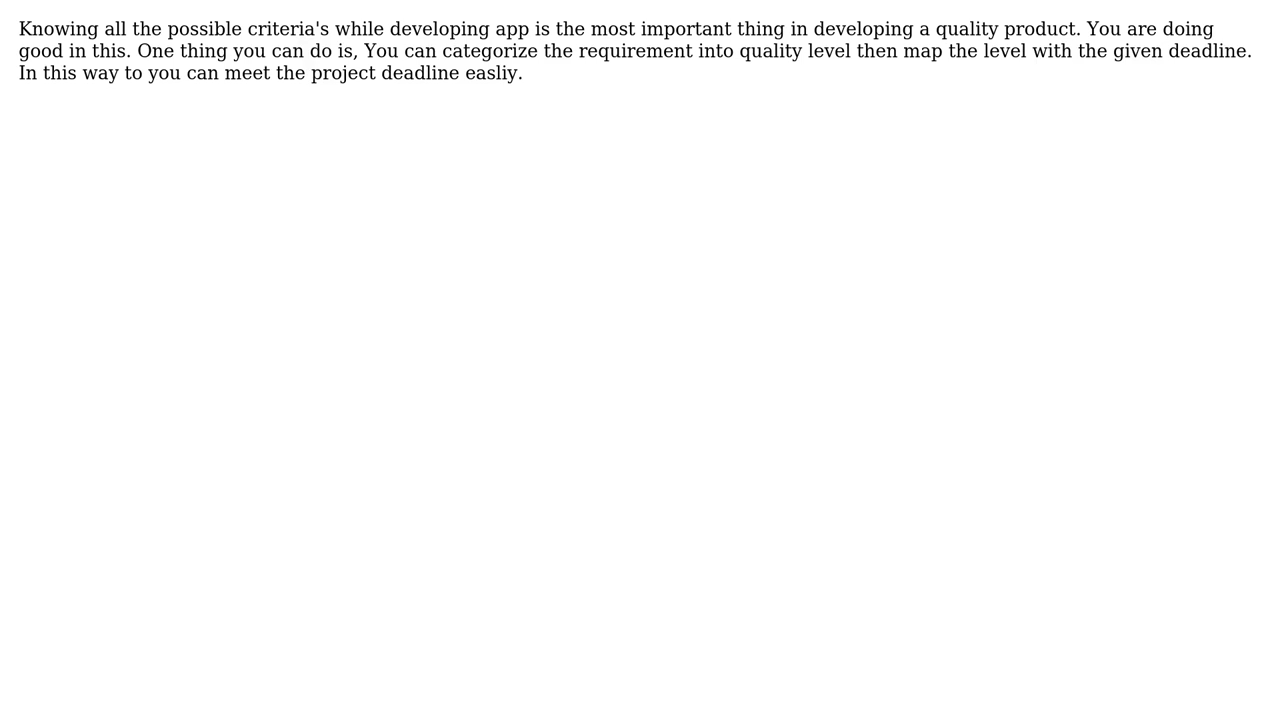 Knowing all the possible criteria's while developing app is the most important thing in developing a quality product. You are doing
good in this. One thing you can do is, You can categorize the requirement into quality level then map the level with the given deadline.
In this way to you can meet the project deadline easliy.